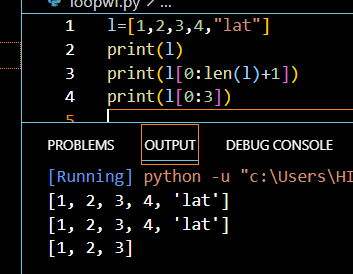 loopwl.py / ...
1 l=[1,2,3,4,"lat"]
2 print(l)
3 print(l[0:len(l)+1])
4 print(l[0:3])
5
PROBLEMS OUTPUT DEBUG CONSOLE
[Running] python -u "c:\Users\HI
[1, 2, 3, 4, 'lat']
[1, 2, 3, 4, 'lat']
[1, 2, 3]